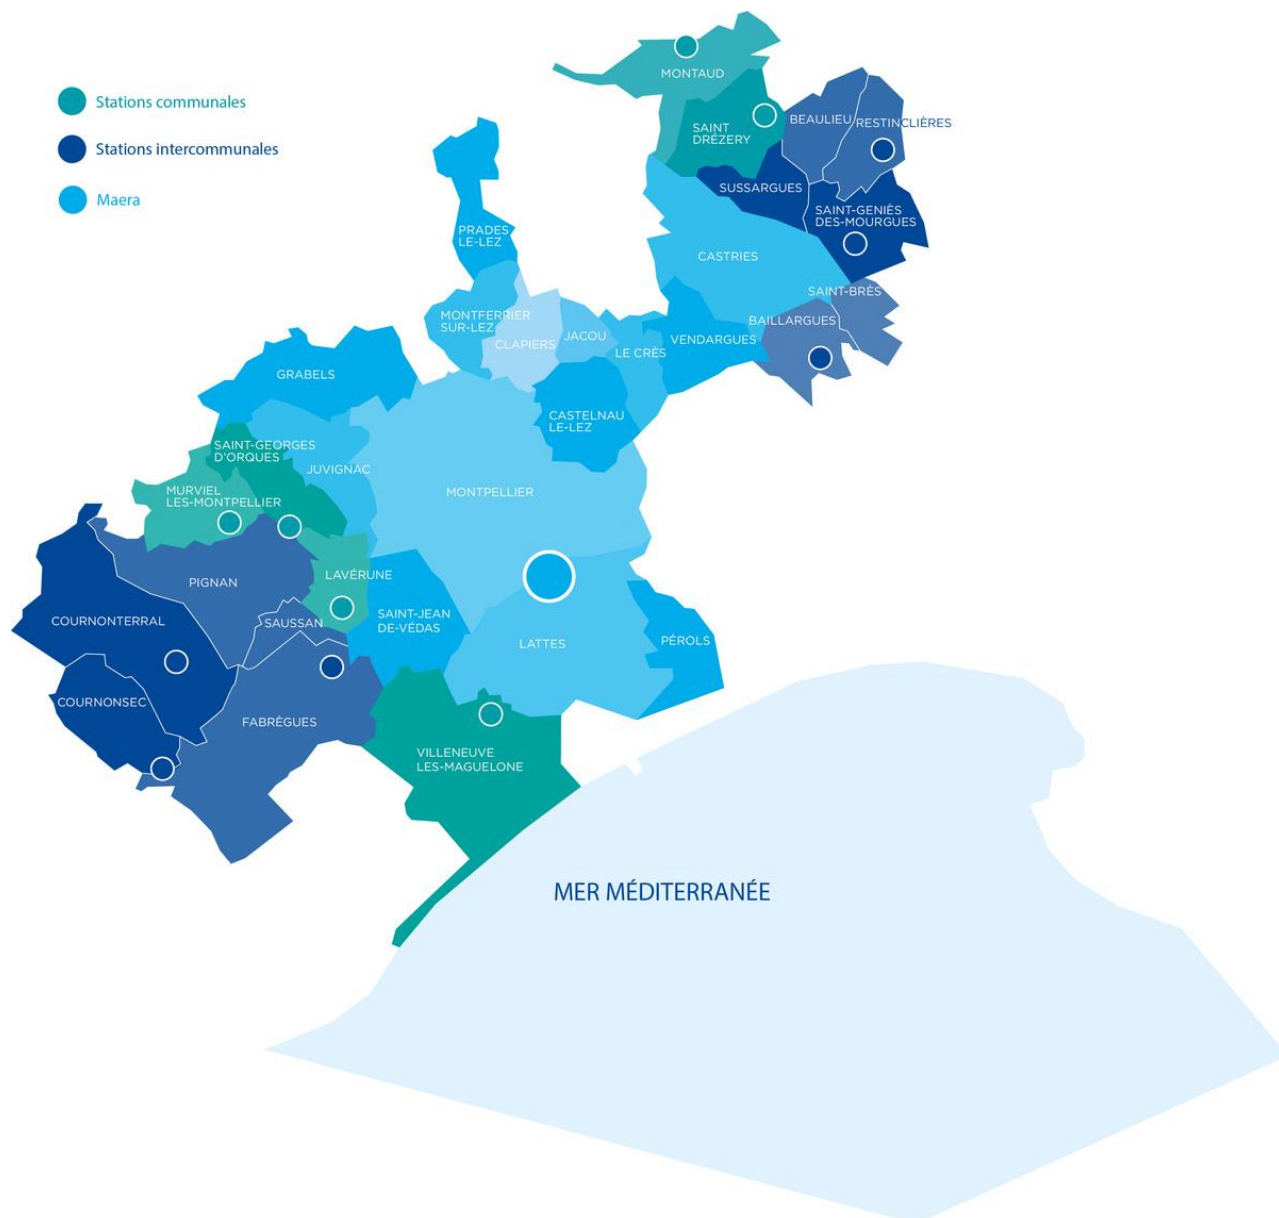 Stations communales
Stations intercommunales
Maera
MONTAUD
SAINT
DRÉZERY
BEAULIEU
RESTINCLIÈRES
SUSSARGUES
SAINT-GENIÈS
DES-MOURGUES
PRADES
LE-LEZ
CASTRIES
SAINT-BRÈS
BAILLARGUES
MONTFERRIER
SUR-LEZ
CLAPIERS
JACOU
LE CRÈS
VENDARGUES
GRABELS
CASTELNAU
LE-LEZ
SAINT-GEORGES
D'ORQUES
JUVIGNAC
MURVIEL
LES-MONTPELLIER
MONTPELLIER
PIGNAN
LAVÉRUNE
COURNONTERRAL
SAUSSAN
SAINT-JEAN
DE-VÉDAS
LATTES
PÉROLS
COURNONSEC
FABRÈGUES
VILLENEUVE
LES-MAGUELONE
MER MÉDITERRANÉE